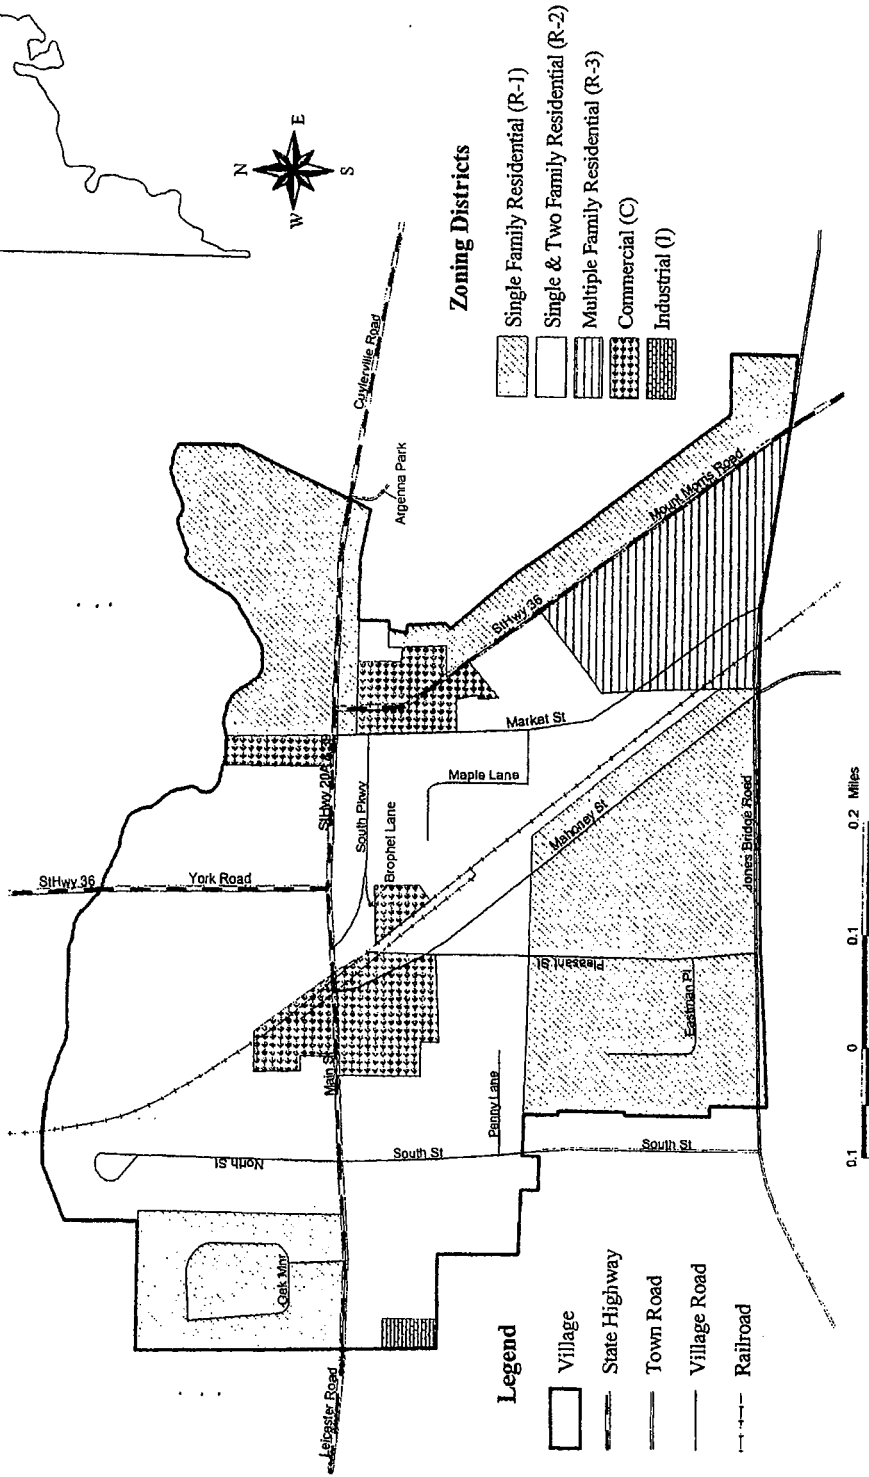 N
W
E
S
Zoning Districts
Single Family Residential (R-1)
Single & Two Family Residential (R-2)
Multiple Family Residential (R-3)
Commercial (C)
Industrial (I)
Cuylerville Road
Argenna Park
StHwy 36
York Road
StHwy 20A & 39
South Pkwy
Brophel Lane
Maple Lane
Market St
StHwy 36
Mount Morris Road
Mahoney St
Jones Bridge Road
Pleasant St
Eastman Pl
Main St
Penny Lane
North St
South St
South St
Oak Mnr
Leicaster Road
Legend
Village
State Highway
Town Road
Village Road
Railroad
0.1 0 0.1 0.2 Miles